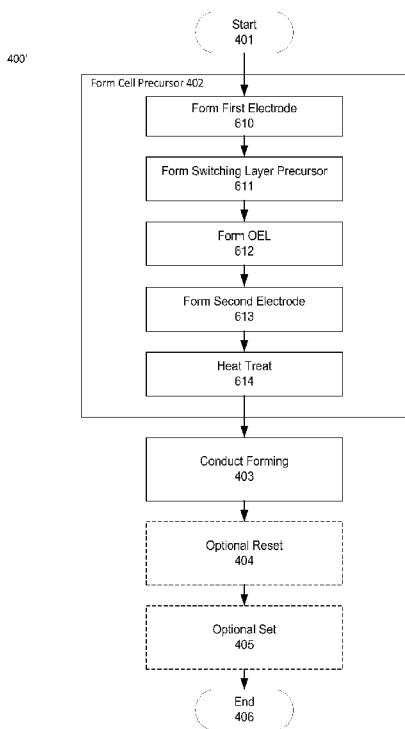 Start
401
400'
Form Cell Precursor 402
Form First Electrode
610
Form Switching Layer Precursor
611
Form OEL
612
Form Second Electrode
613
Heat Treat
614
Conduct Forming
403
Optional Reset
404
Optional Set
405
End
406